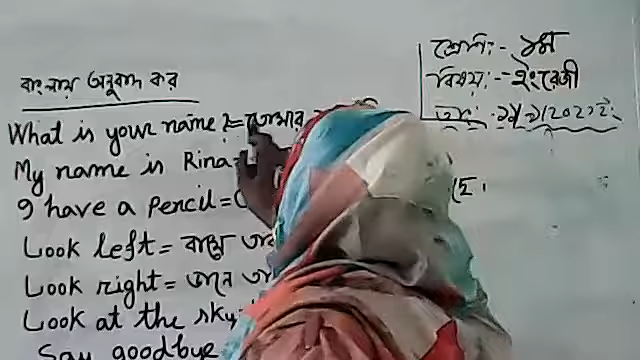 শ্রেণি:- ১ম
বিষয়:- ইংরেজী
বাংলায় অনুবাদ কর
What is your name ?= তোমার
My name is Rina=
I have a pencil=
Look left= বামে
Look right= ডানে
Look at the sky
Say goodbye